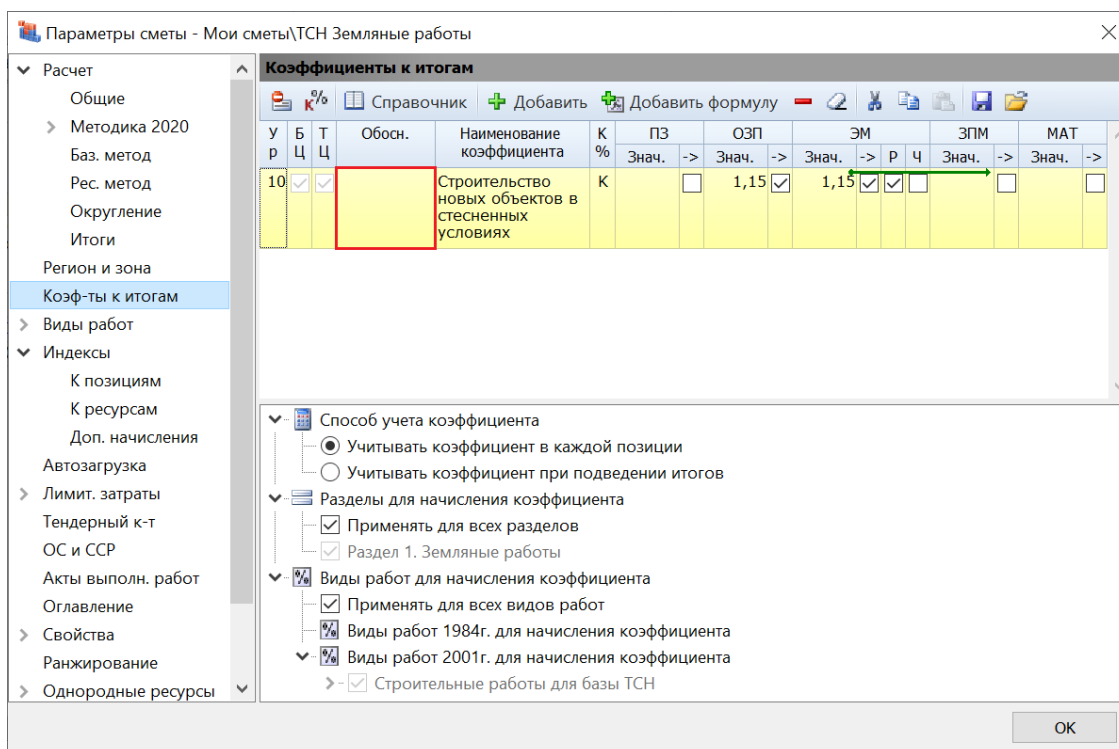 Параметры сметы - Мои сметы\ТСН Земляные работы
Расчет
Общие
Методика 2020
Баз. метод
Рес. метод
Округление
Итоги
Регион и зона
Коэф-ты к итогам
Виды работ
Индексы
К позициям
К ресурсам
Доп. начисления
Автозагрузка
Лимит. затраты
Тендерный к-т
ОС и ССР
Акты выполн. работ
Оглавление
Свойства
Ранжирование
Однородные ресурсы
Коэффициенты к итогам
К% Справочник Добавить Добавить формулу
Ур БЦ ТЦ Обосн. Наименование коэффициента К% ПЗ ОЗП ЭМ ЗПМ МАТ
Знач. -> Знач. -> Знач. -> Р Ч Знач. -> Знач. ->
10 Строительство К 1,15 1,15
новых объектов в
стесненных
условиях
Способ учета коэффициента
Учитывать коэффициент в каждой позиции
Учитывать коэффициент при подведении итогов
Разделы для начисления коэффициента
Применять для всех разделов
Раздел 1. Земляные работы
Виды работ для начисления коэффициента
Применять для всех видов работ
Виды работ 1984г. для начисления коэффициента
Виды работ 2001г. для начисления коэффициента
Строительные работы для базы ТСН
ОК